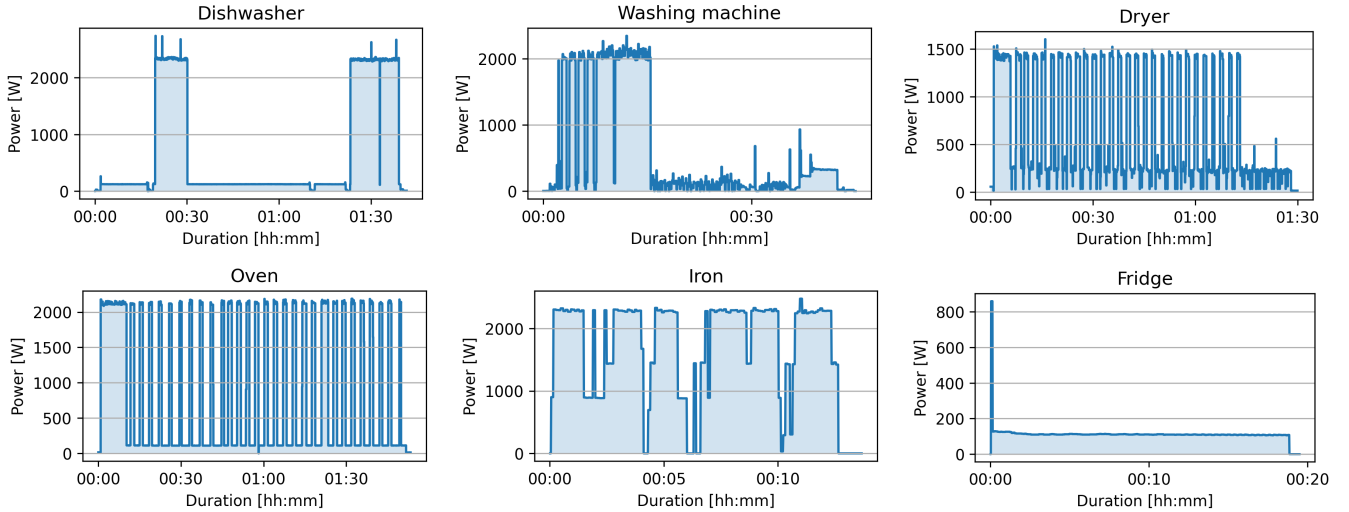 Dishwasher
Power [W]
2000
1000
0
00:00 00:30 01:00 01:30
Duration [hh:mm]
Washing machine
Power [W]
2000
1000
0
00:00 00:30
Duration [hh:mm]
Dryer
Power [W]
1500
1000
500
0
00:00 00:30 01:00 01:30
Duration [hh:mm]
Oven
Power [W]
2000
1500
1000
500
0
00:00 00:30 01:00 01:30
Duration [hh:mm]
Iron
Power [W]
2000
1000
0
00:00 00:05 00:10
Duration [hh:mm]
Fridge
Power [W]
800
600
400
200
0
00:00 00:10 00:20
Duration [hh:mm]